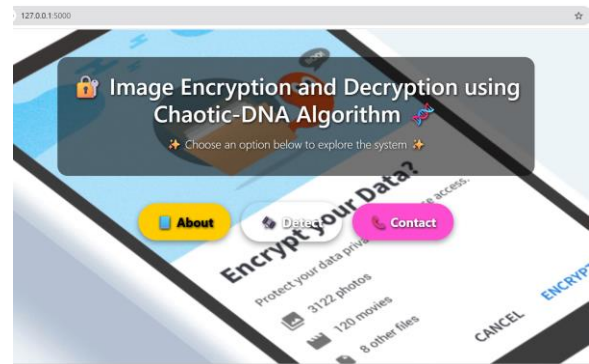 127.0.0.1:5000
Image Encryption and Decryption using
Chaotic-DNA Algorithm
Choose an option below to explore the system
About
Detect
Contact
Encrypt your Data?
Protect your data privacy access.
3122 photos
120 movies
8 other files
CANCEL
ENCRYPT